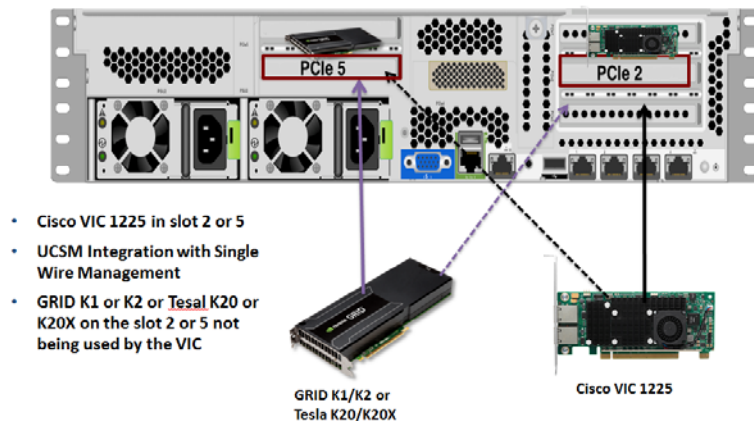 PCIe 5
PCIe 2
• Cisco VIC 1225 in slot 2 or 5
• UCSM Integration with Single
Wire Management
• GRID K1 or K2 or Tesal K20 or
K20X on the slot 2 or 5 not
being used by the VIC
GRID
GRID K1/K2 or
Tesla K20/K20X
Cisco VIC 1225